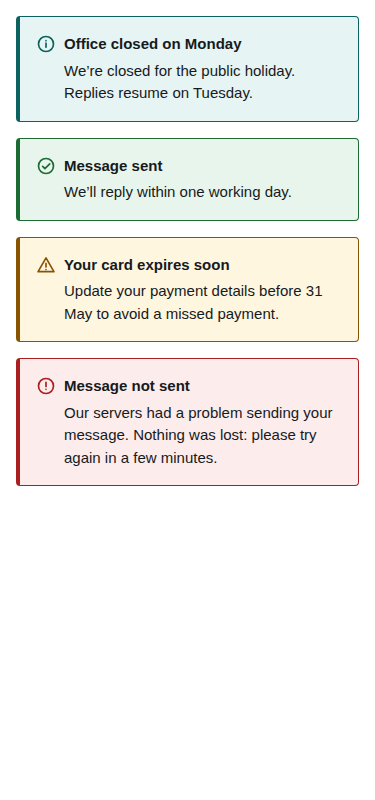 Office closed on Monday
We’re closed for the public holiday.
Replies resume on Tuesday.
Message sent
We’ll reply within one working day.
Your card expires soon
Update your payment details before 31
May to avoid a missed payment.
Message not sent
Our servers had a problem sending your
message. Nothing was lost: please try
again in a few minutes.